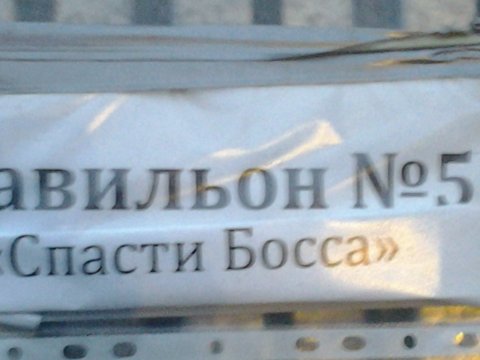 авильон №5
«Спасти Босса»